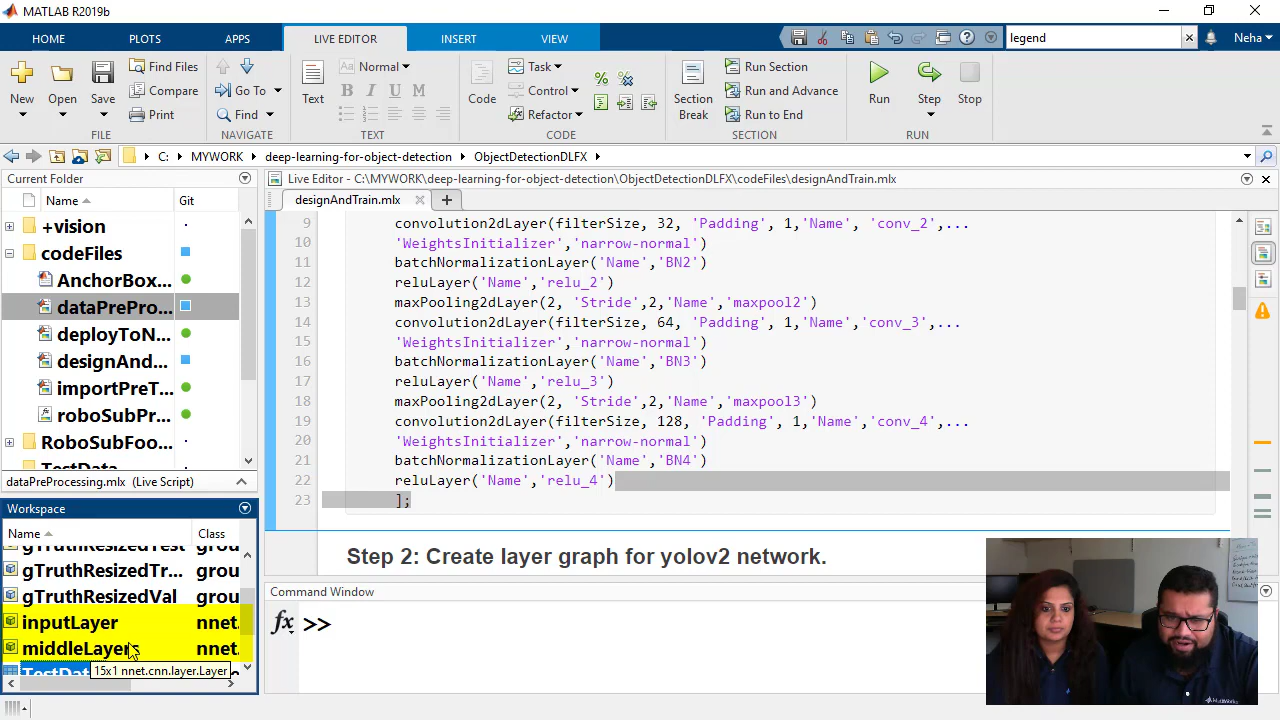 MATLAB R2019b
HOME PLOTS APPS LIVE EDITOR INSERT VIEW legend Neha
New Open Save Find Files Compare Print
FILE
Go To Find
NAVIGATE
Text Aa Normal B I U M
TEXT
Code Task Control Refactor
CODE
Section Break Run Section Run and Advance Run to End
SECTION
Run Step Stop
RUN
C: MYWORK deep-learning-for-object-detection ObjectDetectionDLFX
Current Folder
Name Git
+vision
codeFiles
AnchorBox...
dataPrePro...
deployToN...
designAnd...
importPreT...
roboSubPr...
RoboSubFoo...
TestData
dataPreProcessing.mlx (Live Script)
Workspace
Name Class
gTruthResizedTest grou
gTruthResizedTr... grou
gTruthResizedVal grou
inputLayer nnet.
middleLayers nnet.
TestDat
15x1 nnet.cnn.layer.Layer
Live Editor - C:\MYWORK\deep-learning-for-object-detection\ObjectDetectionDLFX\codeFiles\designAndTrain.mlx
designAndTrain.mlx
9 convolution2dLayer(filterSize, 32, 'Padding', 1,'Name', 'conv_2',...
10 'WeightsInitializer','narrow-normal')
11 batchNormalizationLayer('Name','BN2')
12 reluLayer('Name','relu_2')
13 maxPooling2dLayer(2, 'Stride',2,'Name','maxpool2')
14 convolution2dLayer(filterSize, 64, 'Padding', 1,'Name','conv_3',...
15 'WeightsInitializer','narrow-normal')
16 batchNormalizationLayer('Name','BN3')
17 reluLayer('Name','relu_3')
18 maxPooling2dLayer(2, 'Stride',2,'Name','maxpool3')
19 convolution2dLayer(filterSize, 128, 'Padding', 1,'Name','conv_4',...
20 'WeightsInitializer','narrow-normal')
21 batchNormalizationLayer('Name','BN4')
22 reluLayer('Name','relu_4')
23 ];
Step 2: Create layer graph for yolov2 network.
Command Window
fx >>